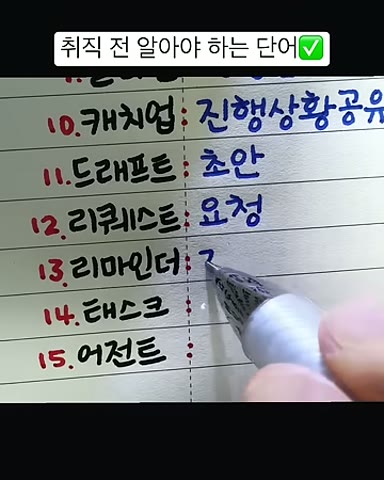 취직 전 알아야 하는 단어✅
10. 캐치업 : 진행상황공유
11. 드래프트 : 초안
12. 리퀘스트 : 요청
13. 리마인더 :
14. 태스크 :
15. 어전트 :